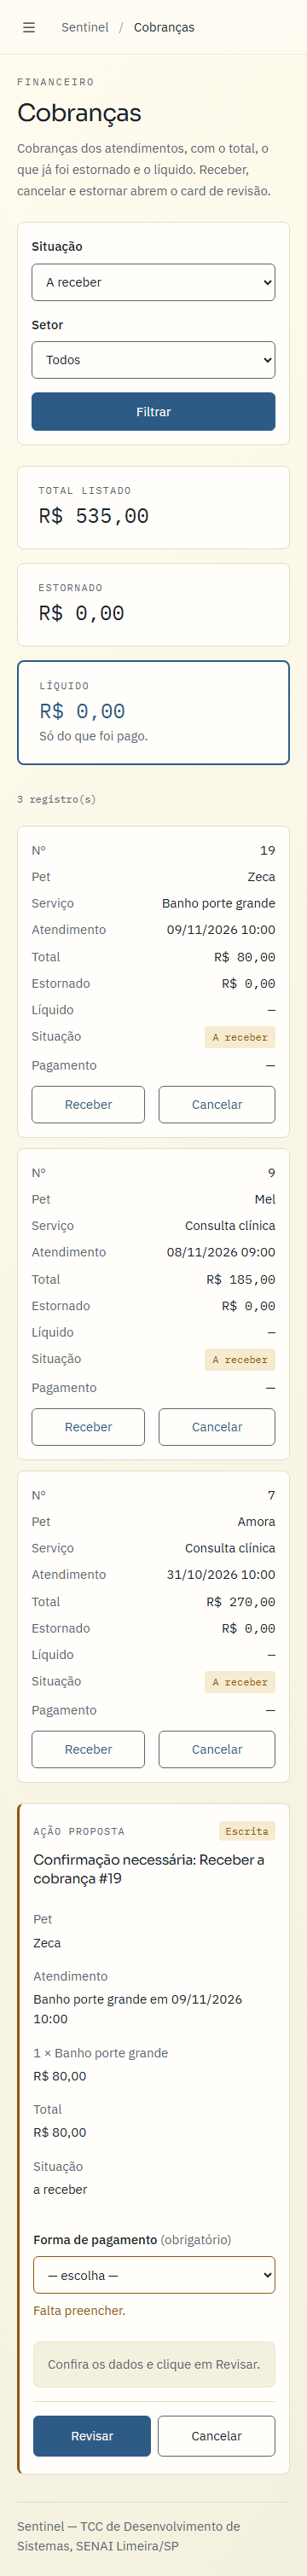 ☰ Sentinel / Cobranças
FINANCEIRO
Cobranças
Cobranças dos atendimentos, com o total, o
que já foi estornado e o líquido. Receber,
cancelar e estornar abrem o card de revisão.
Situação
A receber
Setor
Todos
Filtrar
TOTAL LISTADO
R$ 535,00
ESTORNADO
R$ 0,00
LÍQUIDO
R$ 0,00
Só do que foi pago.
3 registro(s)
Nº 19
Pet Zeca
Serviço Banho porte grande
Atendimento 09/11/2026 10:00
Total R$ 80,00
Estornado R$ 0,00
Líquido —
Situação A receber
Pagamento —
Receber Cancelar
Nº 9
Pet Mel
Serviço Consulta clínica
Atendimento 08/11/2026 09:00
Total R$ 185,00
Estornado R$ 0,00
Líquido —
Situação A receber
Pagamento —
Receber Cancelar
Nº 7
Pet Amora
Serviço Consulta clínica
Atendimento 31/10/2026 10:00
Total R$ 270,00
Estornado R$ 0,00
Líquido —
Situação A receber
Pagamento —
Receber Cancelar
AÇÃO PROPOSTA Escrita
Confirmação necessária: Receber a
cobrança #19
Pet
Zeca
Atendimento
Banho porte grande em 09/11/2026
10:00
1 × Banho porte grande
R$ 80,00
Total
R$ 80,00
Situação
a receber
Forma de pagamento (obrigatório)
— escolha —
Falta preencher.
Confira os dados e clique em Revisar.
Revisar Cancelar
Sentinel — TCC de Desenvolvimento de
Sistemas, SENAI Limeira/SP